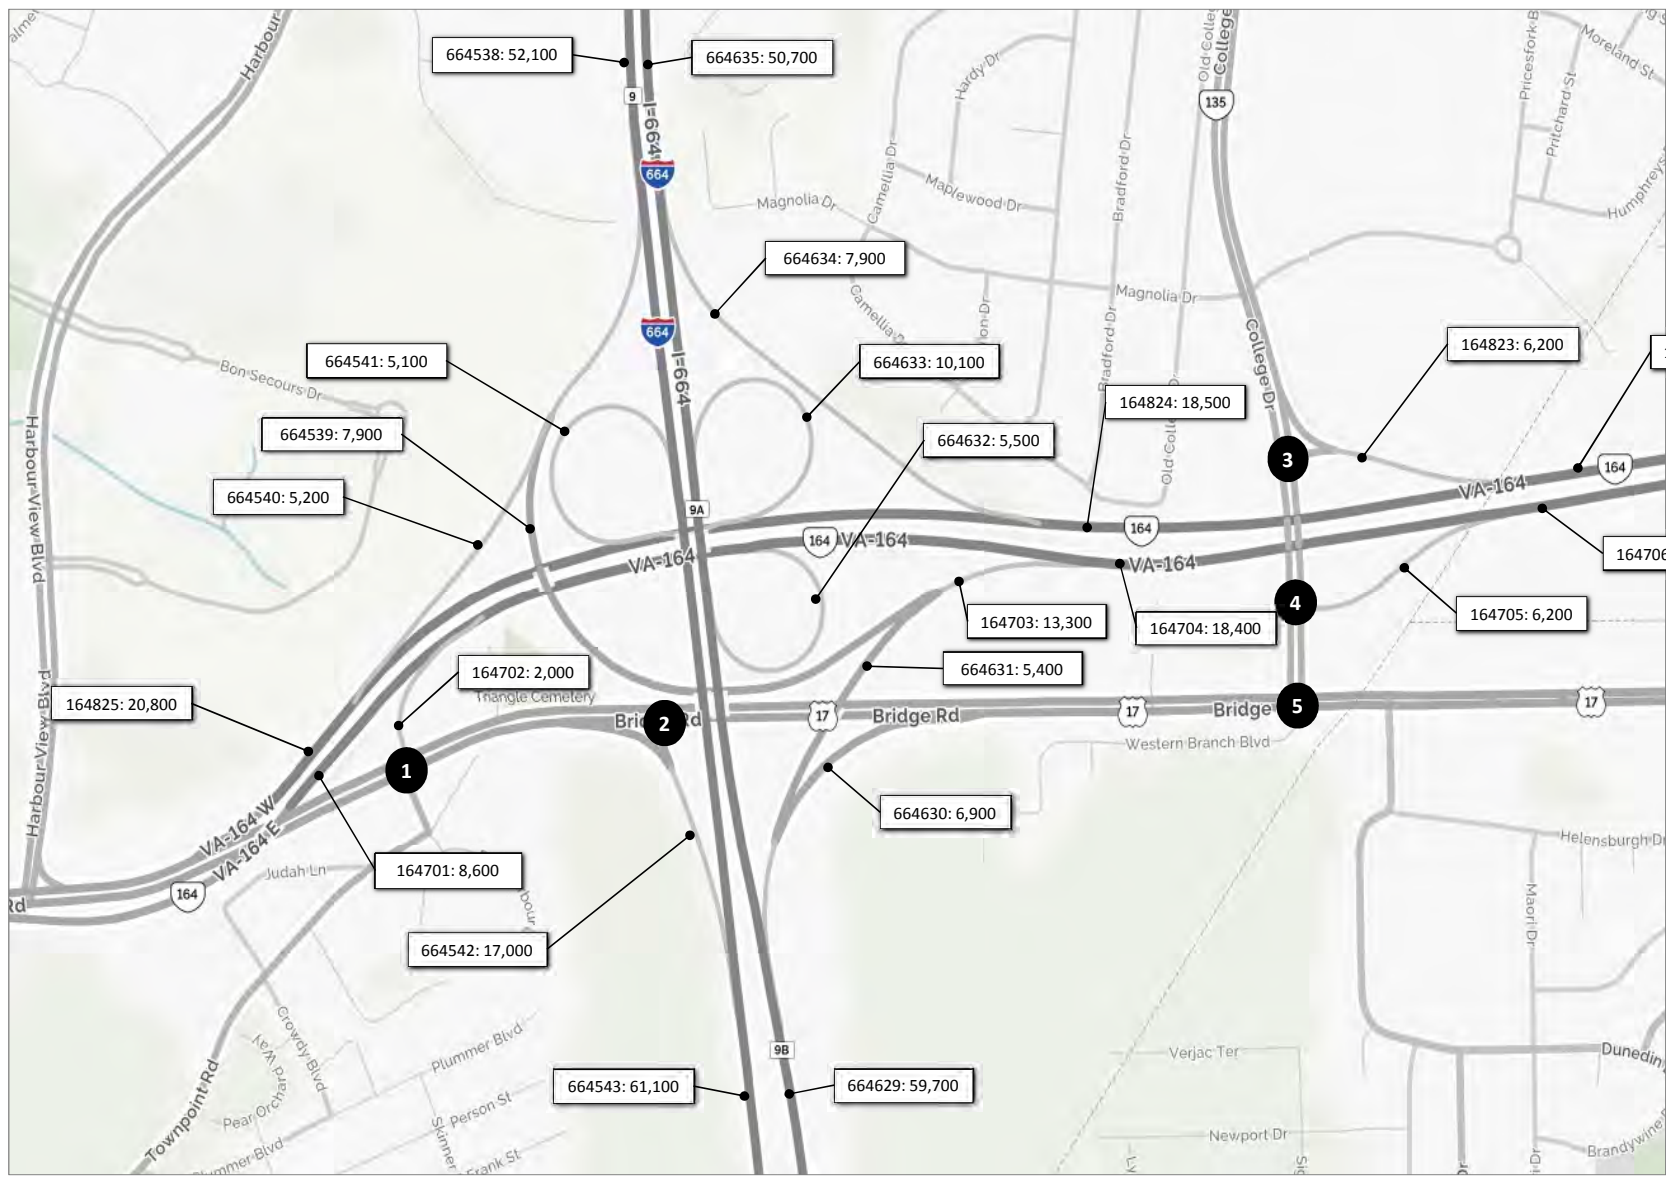 Harbour
Old College
College
Moreland St
664538: 52,100
664635: 50,700
Hardy Dr
Pricesfork B
Pritchard St
9
I-664
135
664
Camellia Dr
Bradford Dr
Maplewood Dr
Magnolia Dr
Humphreys
664634: 7,900
Camellia D
Magnolia Dr
664
I-664
Bradford Dr
College Dr
164823: 6,200
664541: 5,100
664633: 10,100
Bon Secours Dr
164824: 18,500
Harbour View Blvd
664539: 7,900
664632: 5,500
Old Coll
3
164
664540: 5,200
9A
VA-164
164
VA-164
164
VA-164
VA-164
164706
4
164703: 13,300
164704: 18,400
164705: 6,200
664631: 5,400
164702: 2,000
Triangle Cemetery
Harbour View Blvd
164825: 20,800
2
17
Bridge Rd
17
Bridge
5
17
Western Branch Blvd
1
664630: 6,900
VA-164 W
VA-164 E
Helensburgh Dr
Judah Ln
164701: 8,600
164
Rd
Maori Dr
664542: 17,000
Crowdy Blvd
Plummer Blvd
9B
Verjac Ter
Dunedin
Townpoint Rd
664543: 61,100
664629: 59,700
Person St
Pear Orchard Way
Skinner
Newport Dr
Plummer Blvd
Frank St
Brandywine